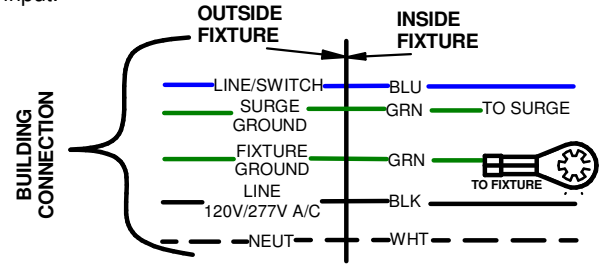 input.
OUTSIDE
FIXTURE
INSIDE
FIXTURE
BUILDING
CONNECTION
LINE/SWITCH
BLU
SURGE
GROUND
GRN
TO SURGE
FIXTURE
GROUND
GRN
TO FIXTURE
LINE
120V/277V A/C
BLK
NEUT
WHT